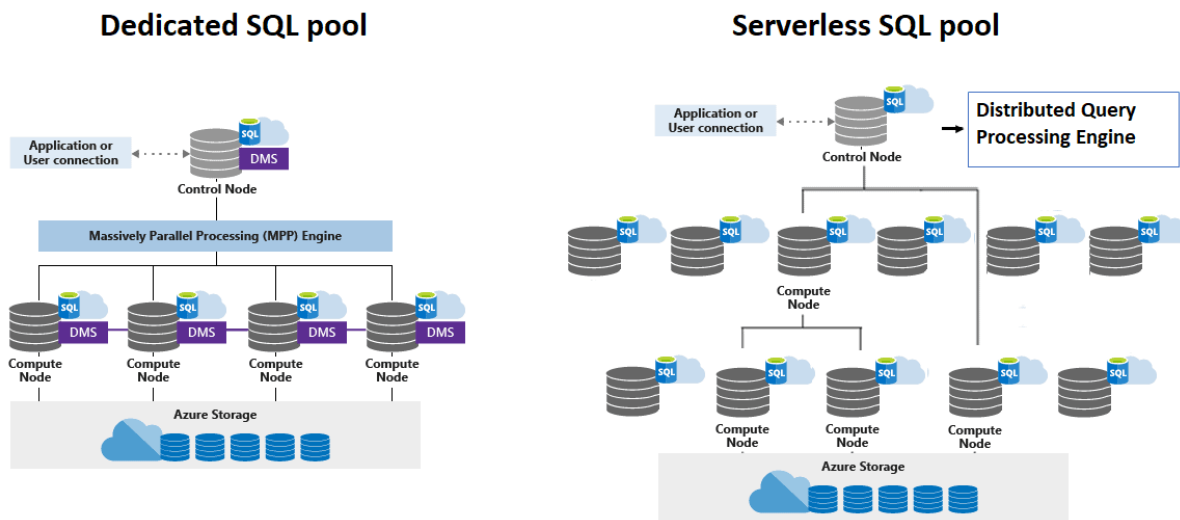 Dedicated SQL pool
SQL
Application or
User connection
DMS
Control Node
Massively Parallel Processing (MPP) Engine
SQL
SQL
SQL
SQL
DMS
DMS
DMS
DMS
Compute
Node
Compute
Node
Compute
Node
Compute
Node
Azure Storage
Serverless SQL pool
SQL
Application or
User connection
Distributed Query
Processing Engine
Control Node
SQL
SQL
SQL
SQL
SQL
SQL
Compute
Node
SQL
SQL
SQL
SQL
SQL
Compute
Node
Compute
Node
Compute
Node
Azure Storage